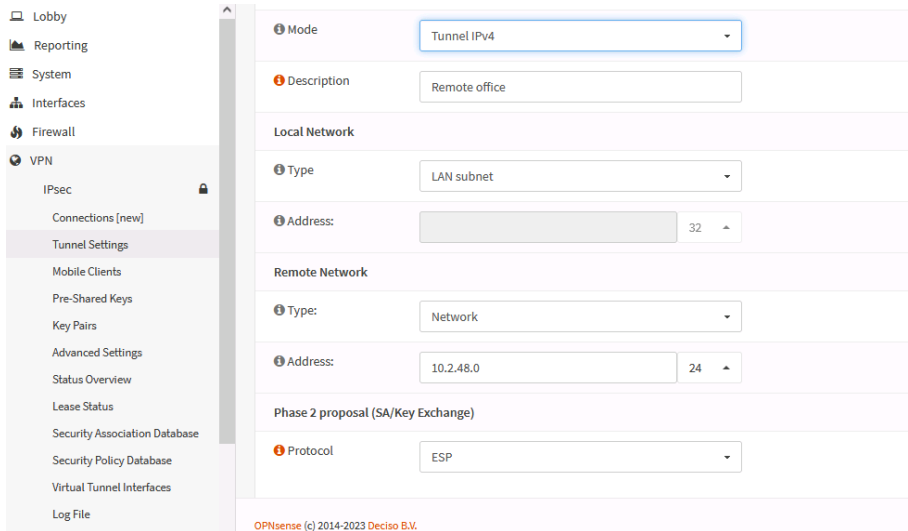 Lobby
Reporting
System
Interfaces
Firewall
VPN
IPsec
Connections [new]
Tunnel Settings
Mobile Clients
Pre-Shared Keys
Key Pairs
Advanced Settings
Status Overview
Lease Status
Security Association Database
Security Policy Database
Virtual Tunnel Interfaces
Log File
Mode Tunnel IPv4
Description Remote office
Local Network
Type LAN subnet
Address: 32
Remote Network
Type: Network
Address: 10.2.48.0 24
Phase 2 proposal (SA/Key Exchange)
Protocol ESP
OPNsense (c) 2014-2023 Deciso B.V.